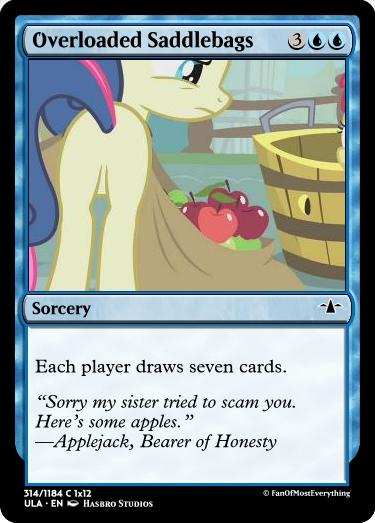 Overloaded Saddlebags 3
Sorcery
Each player draws seven cards.
“Sorry my sister tried to scam you.
Here’s some apples.”
—Applejack, Bearer of Honesty
314/1184 C 1x12
ULA • EN Hasbro Studios
© FanOfMostEverything